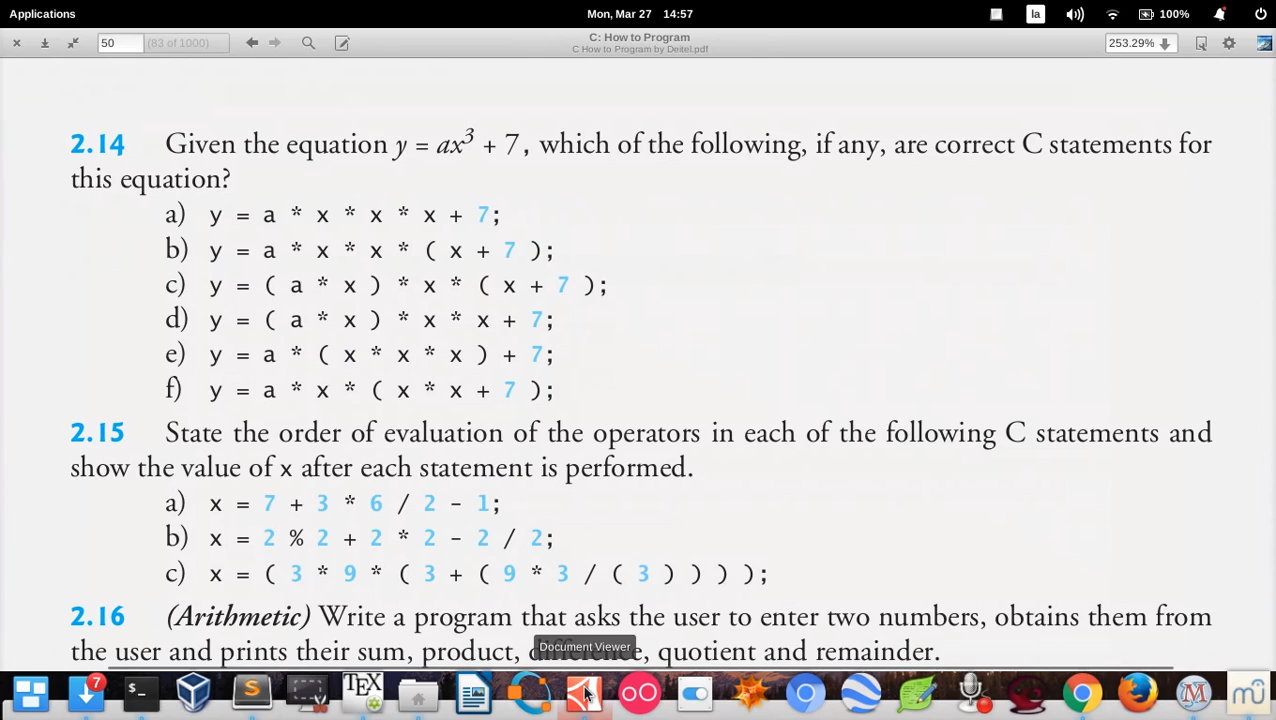 Applications
Mon, Mar 27 14:57
la
100%
50
(83 of 1000)
C: How to Program
C How to Program by Deitel.pdf
253.29%
2.14 Given the equation y = ax³ + 7, which of the following, if any, are correct C statements for
this equation?
a) y = a * x * x * x + 7;
b) y = a * x * x * ( x + 7 );
c) y = ( a * x ) * x * ( x + 7 );
d) y = ( a * x ) * x * x + 7;
e) y = a * ( x * x * x ) + 7;
f) y = a * x * ( x * x + 7 );
2.15 State the order of evaluation of the operators in each of the following C statements and
show the value of x after each statement is performed.
a) x = 7 + 3 * 6 / 2 - 1;
b) x = 2 % 2 + 2 * 2 - 2 / 2;
c) x = ( 3 * 9 * ( 3 + ( 9 * 3 / ( 3 ) ) ) );
2.16 (Arithmetic) Write a program that asks the user to enter two numbers, obtains them from
the user and prints their sum, product, difference, quotient and remainder.
Document Viewer
7
TEX